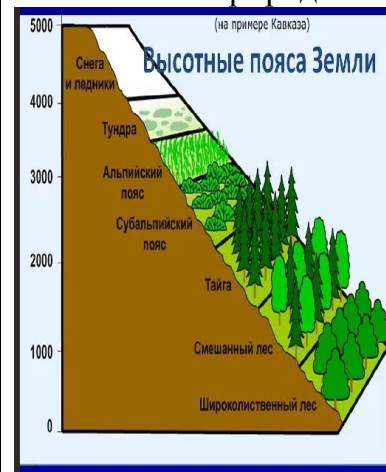 (на примере Кавказа)
Высотные пояса Земли
5000
Снега
и ледники
4000
Тундра
Альпийский
пояс
3000
Субальпийский
пояс
2000
Тайга
Смешанный лес
1000
Широколиственный лес
0